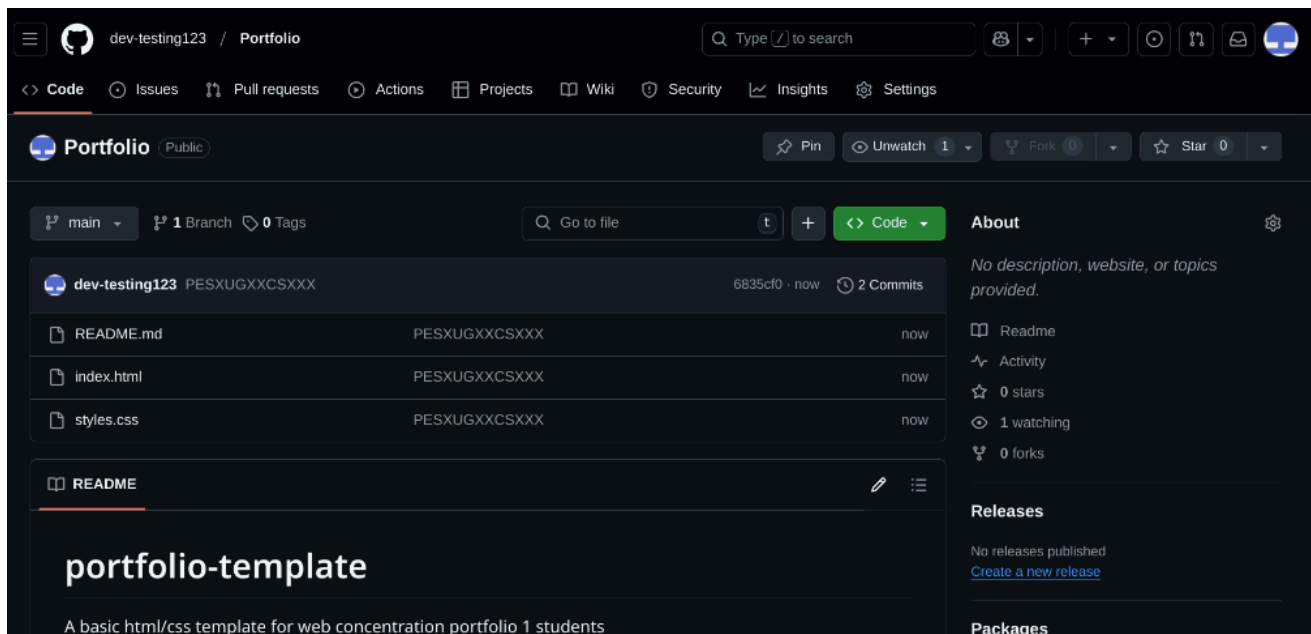 dev-testing123 / Portfolio
Type / to search
Code
Issues
Pull requests
Actions
Projects
Wiki
Security
Insights
Settings
Portfolio Public
Pin
Unwatch 1
Fork 0
Star 0
main
1 Branch
0 Tags
Go to file
t
+
Code
dev-testing123 PESXUGXXCSXXX 6835cf0 · now 2 Commits
README.md PESXUGXXCSXXX now
index.html PESXUGXXCSXXX now
styles.css PESXUGXXCSXXX now
README
portfolio-template
A basic html/css template for web concentration portfolio 1 students
About
No description, website, or topics
provided.
Readme
Activity
0 stars
1 watching
0 forks
Releases
No releases published
Create a new release
Packages